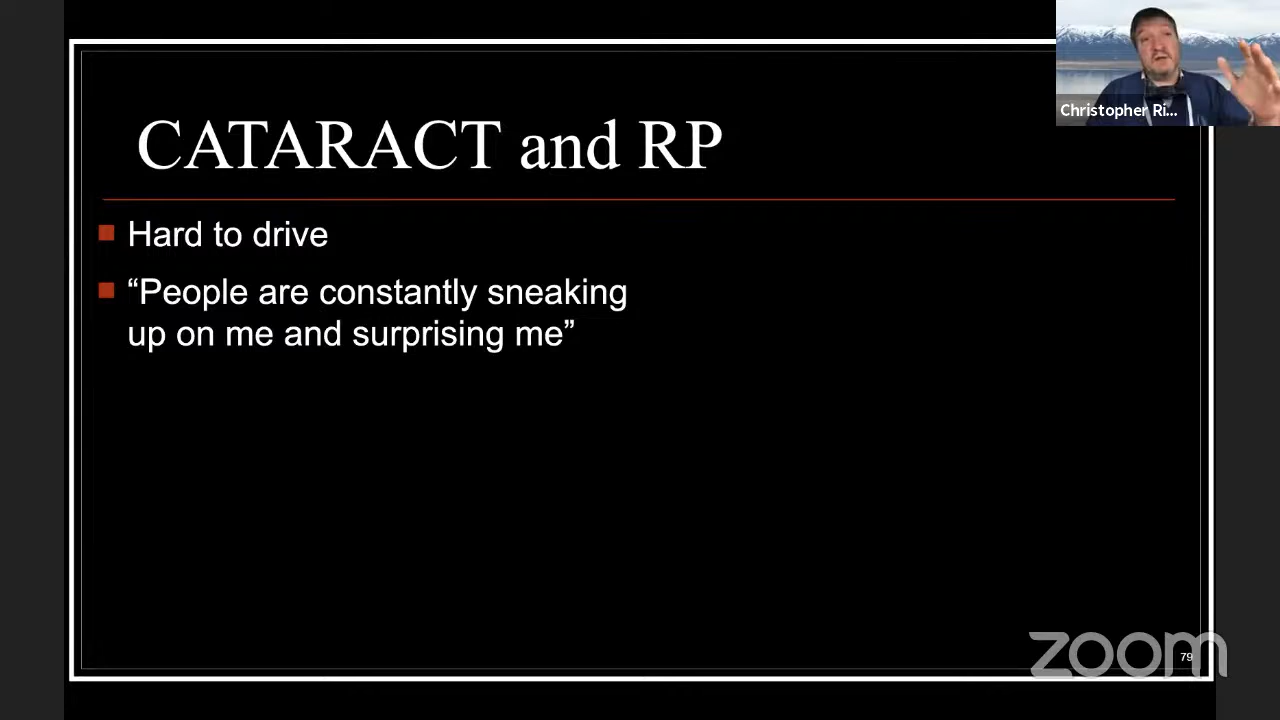 Christopher Ri...
CATARACT and RP
Hard to drive
“People are constantly sneaking
up on me and surprising me”
zoom
79